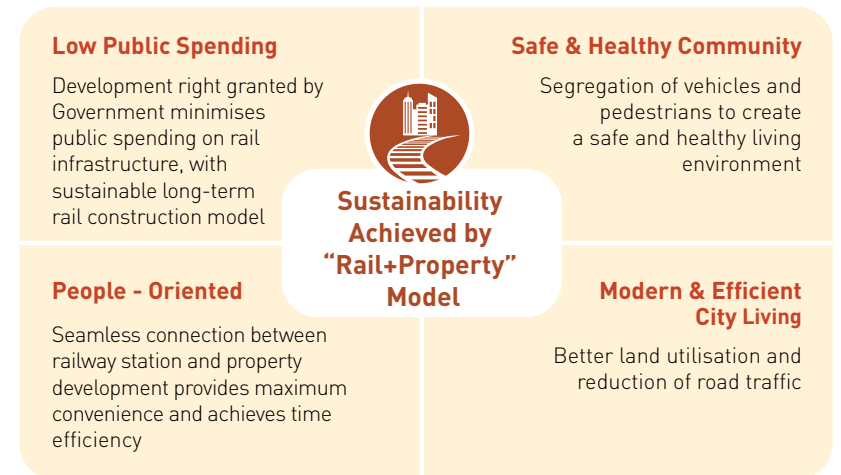 Low Public Spending
Development right granted by
Government minimises
public spending on rail
infrastructure, with
sustainable long-term
rail construction model
Safe & Healthy Community
Segregation of vehicles and
pedestrians to create
a safe and healthy living
environment
Sustainability
Achieved by
“Rail+Property”
Model
People - Oriented
Seamless connection between
railway station and property
development provides maximum
convenience and achieves time
efficiency
Modern & Efficient
City Living
Better land utilisation and
reduction of road traffic